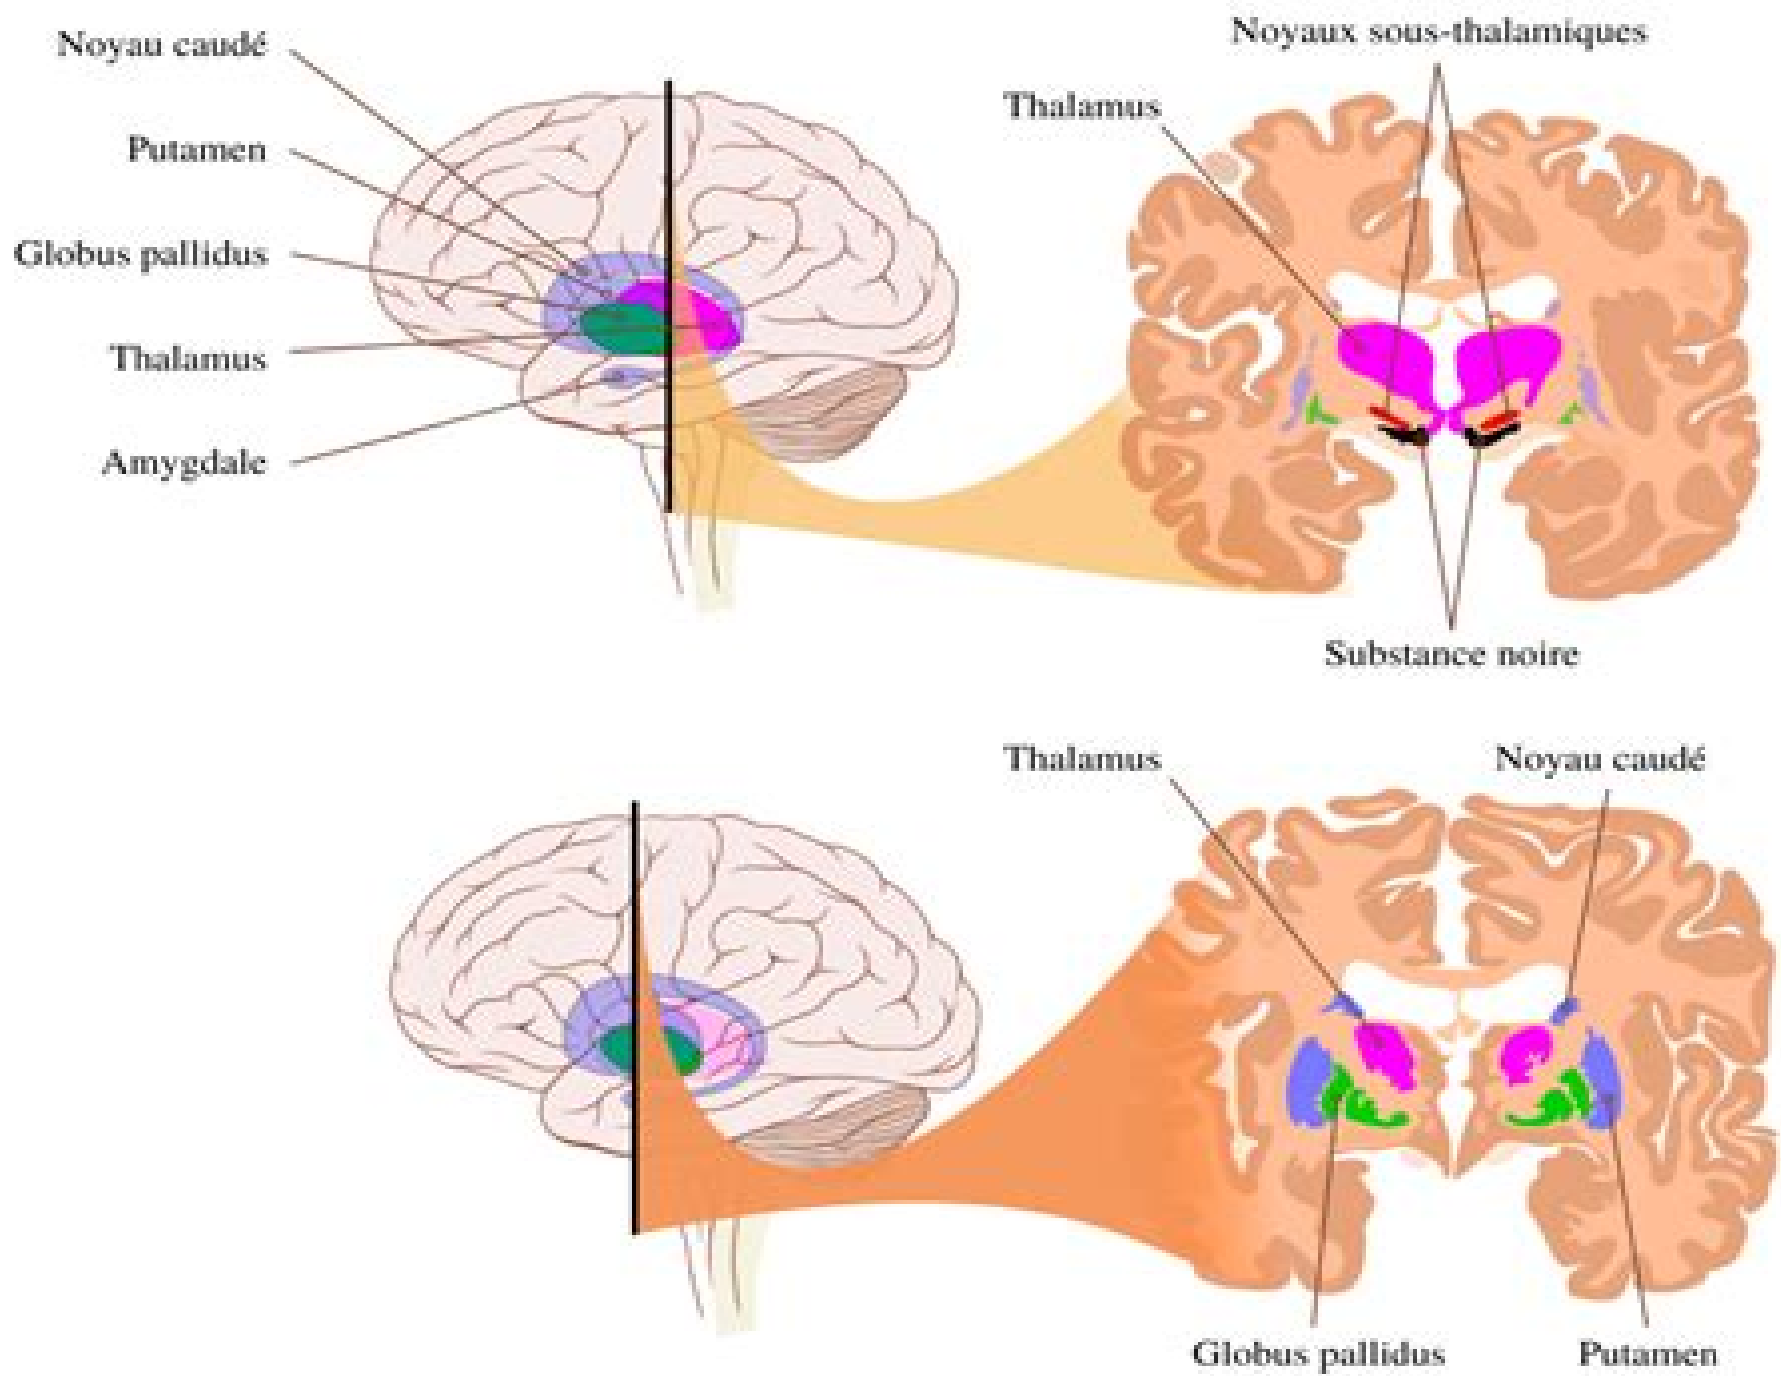 Noyau caudé
Putamen
Globus pallidus
Thalamus
Amygdale
Noyaux sous-thalamiques
Thalamus
Substance noire
Thalamus
Noyau caudé
Globus pallidus
Putamen